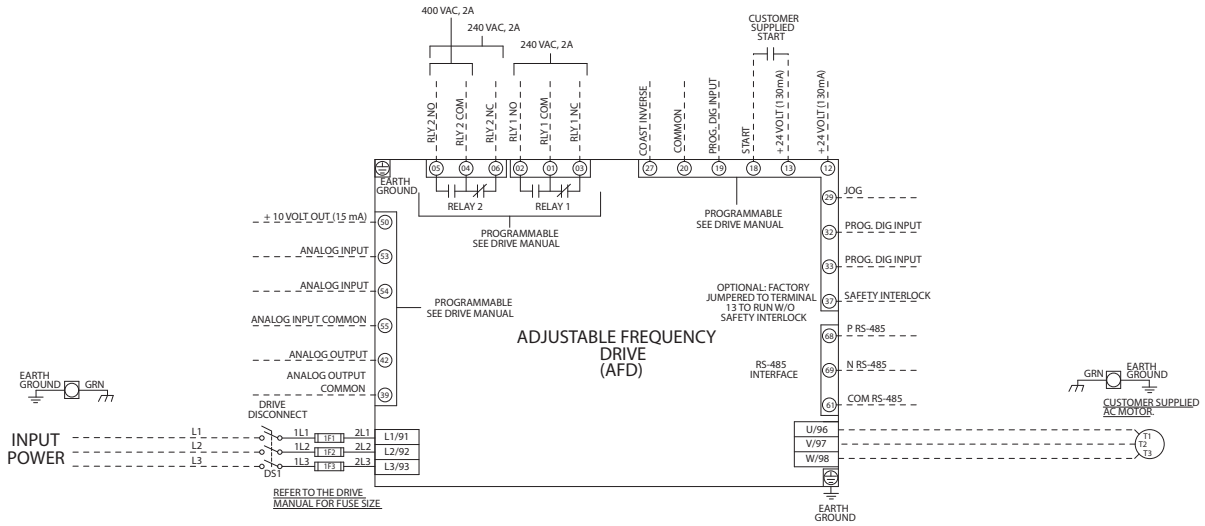 400 VAC, 2A
240 VAC, 2A
240 VAC, 2A
CUSTOMER
SUPPLIED
START
RLY 2 NO
RLY 2 COM
RLY 2 NC
RLY 1 NO
RLY 1 COM
RLY 1 NC
COAST INVERSE
COMMON
PROG. DIG INPUT
START
+ 24 VOLT (130mA)
+ 24 VOLT (130mA)
05
04
06
02
01
03
27
20
19
18
13
12
EARTH
GROUND
RELAY 2
RELAY 1
PROGRAMMABLE
SEE DRIVE MANUAL
PROGRAMMABLE
SEE DRIVE MANUAL
29
JOG
32
PROG. DIG INPUT
33
PROG. DIG INPUT
37
SAFETY INTERLOCK
OPTIONAL: FACTORY
JUMPERED TO TERMINAL
13 TO RUN W/O
SAFETY INTERLOCK
+ 10 VOLT OUT (15 mA)
50
ANALOG INPUT
53
ANALOG INPUT
54
ANALOG INPUT COMMON
55
ANALOG OUTPUT
42
ANALOG OUTPUT
COMMON
39
PROGRAMMABLE
SEE DRIVE MANUAL
ADJUSTABLE FREQUENCY
DRIVE
(AFD)
RS-485
INTERFACE
68
P RS-485
69
N RS-485
61
COM RS-485
EARTH
GROUND
GRN
DRIVE
DISCONNECT
INPUT
POWER
L1
1L1
1F1
2L1
L1/91
L2
1L2
1F2
2L2
L2/92
L3
1L3
1F3
2L3
L3/93
DS1
REFER TO THE DRIVE
MANUAL FOR FUSE SIZE
U/96
V/97
W/98
EARTH
GROUND
GRN
EARTH
GROUND
CUSTOMER SUPPLIED
AC MOTOR.
T1
T2
T3